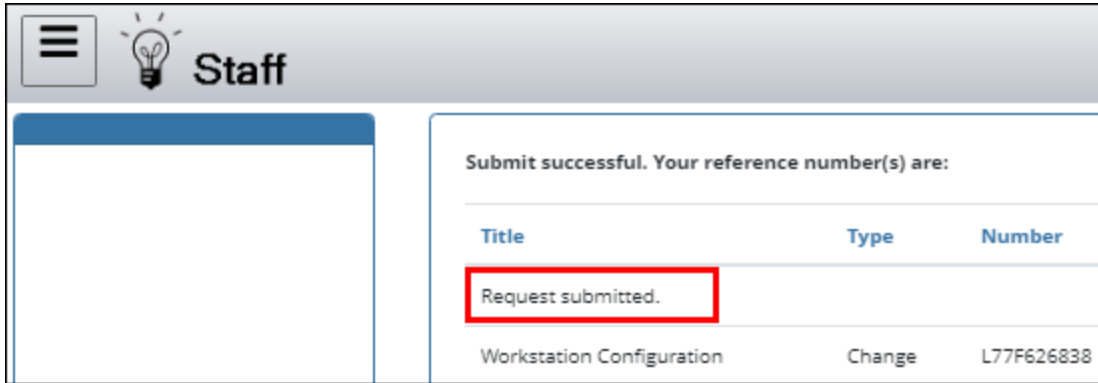 Staff
Submit successful. Your reference number(s) are:
Title Type Number
Request submitted.
Workstation Configuration Change L77F626838